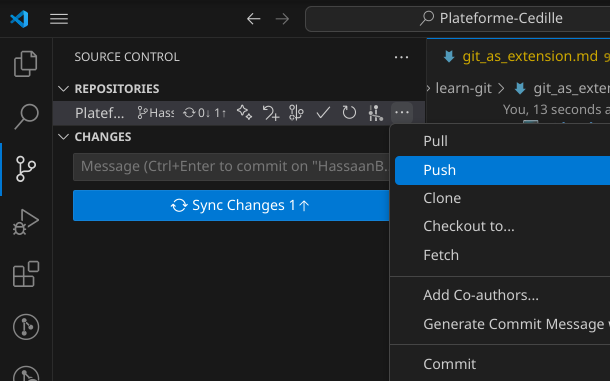 Plateforme-Cedille
SOURCE CONTROL
git_as_extension.md 9
REPOSITORIES
learn-git > git_as_exten
Platef... Hass 0↓ 1↑
You, 13 seconds a
CHANGES
Message (Ctrl+Enter to commit on "HassaanB...
Sync Changes 1↑
Pull
Push
Clone
Checkout to...
Fetch
Add Co-authors...
Generate Commit Message
Commit